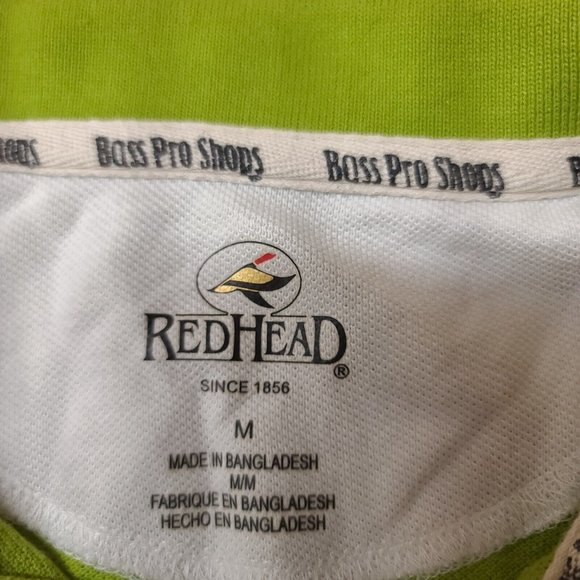 Bass Pro Shops Bass Pro Shops
REDHEAD®
SINCE 1856
M
MADE IN BANGLADESH
M/M
FABRIQUE EN BANGLADESH
HECHO EN BANGLADESH